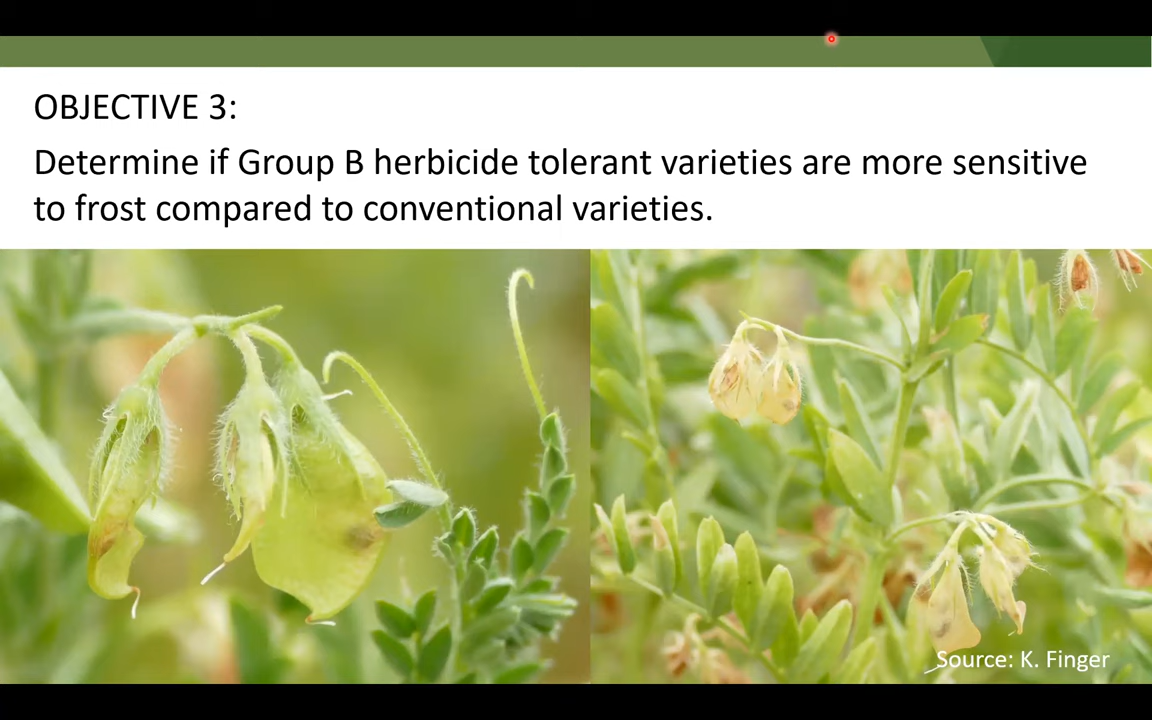 OBJECTIVE 3:
Determine if Group B herbicide tolerant varieties are more sensitive
to frost compared to conventional varieties.
Source: K. Finger